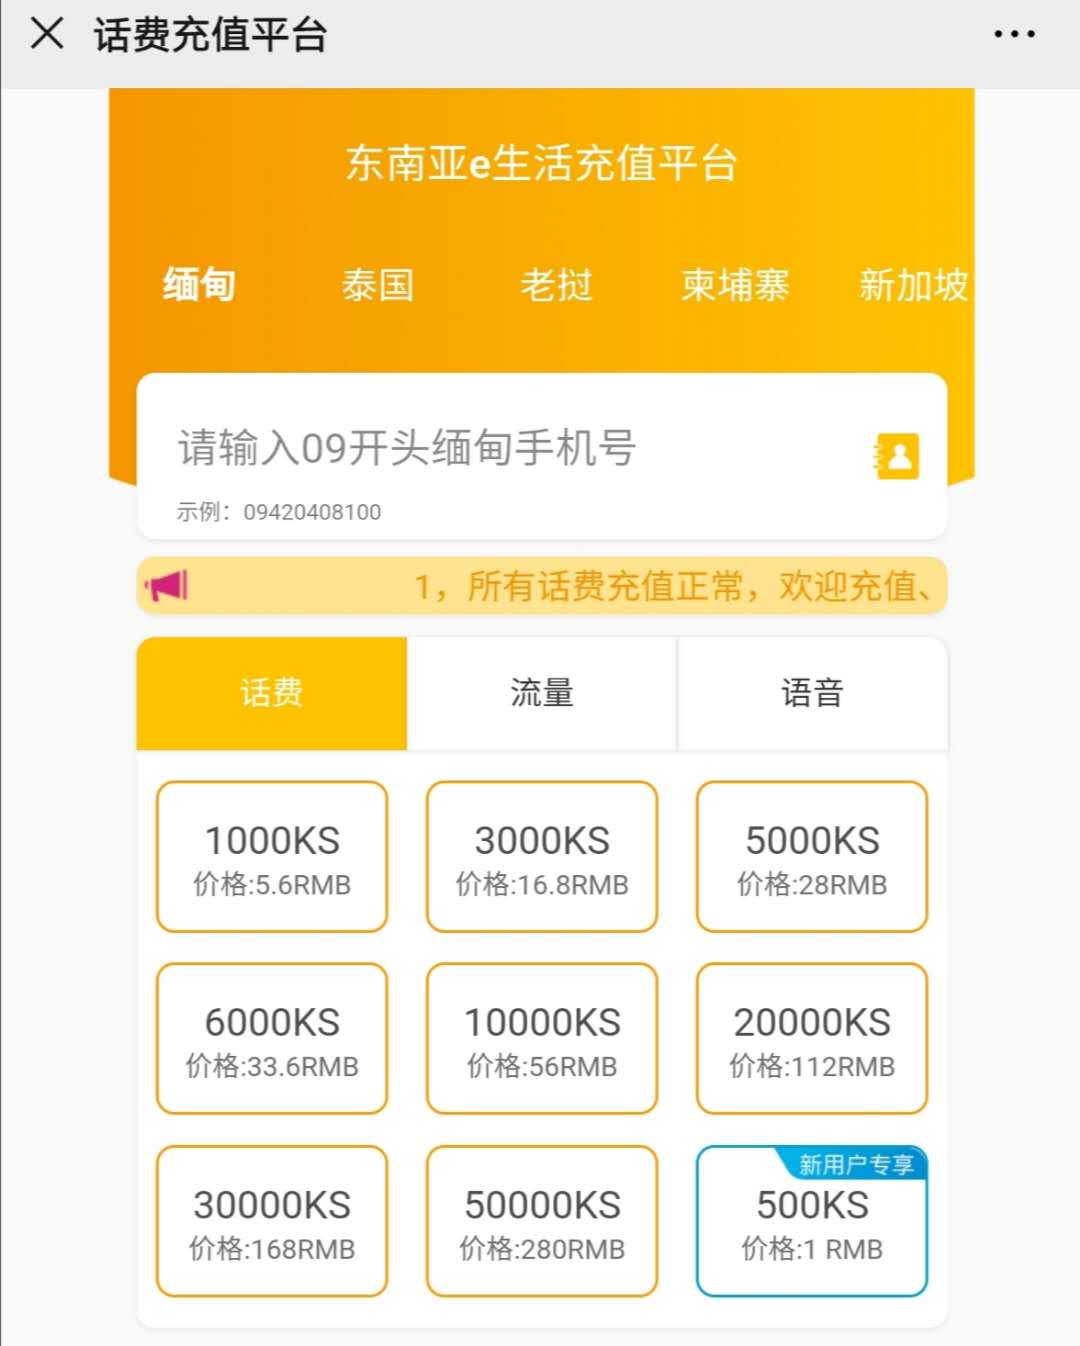 话费充值平台
东南亚e生活充值平台
缅甸 泰国 老挝 柬埔寨 新加坡
请输入09开头缅甸手机号
示例：09420408100
1，所有话费充值正常，欢迎充值、
话费 流量 语音
1000KS 3000KS 5000KS
价格:5.6RMB 价格:16.8RMB 价格:28RMB
6000KS 10000KS 20000KS
价格:33.6RMB 价格:56RMB 价格:112RMB
新用户专享
30000KS 50000KS 500KS
价格:168RMB 价格:280RMB 价格:1 RMB